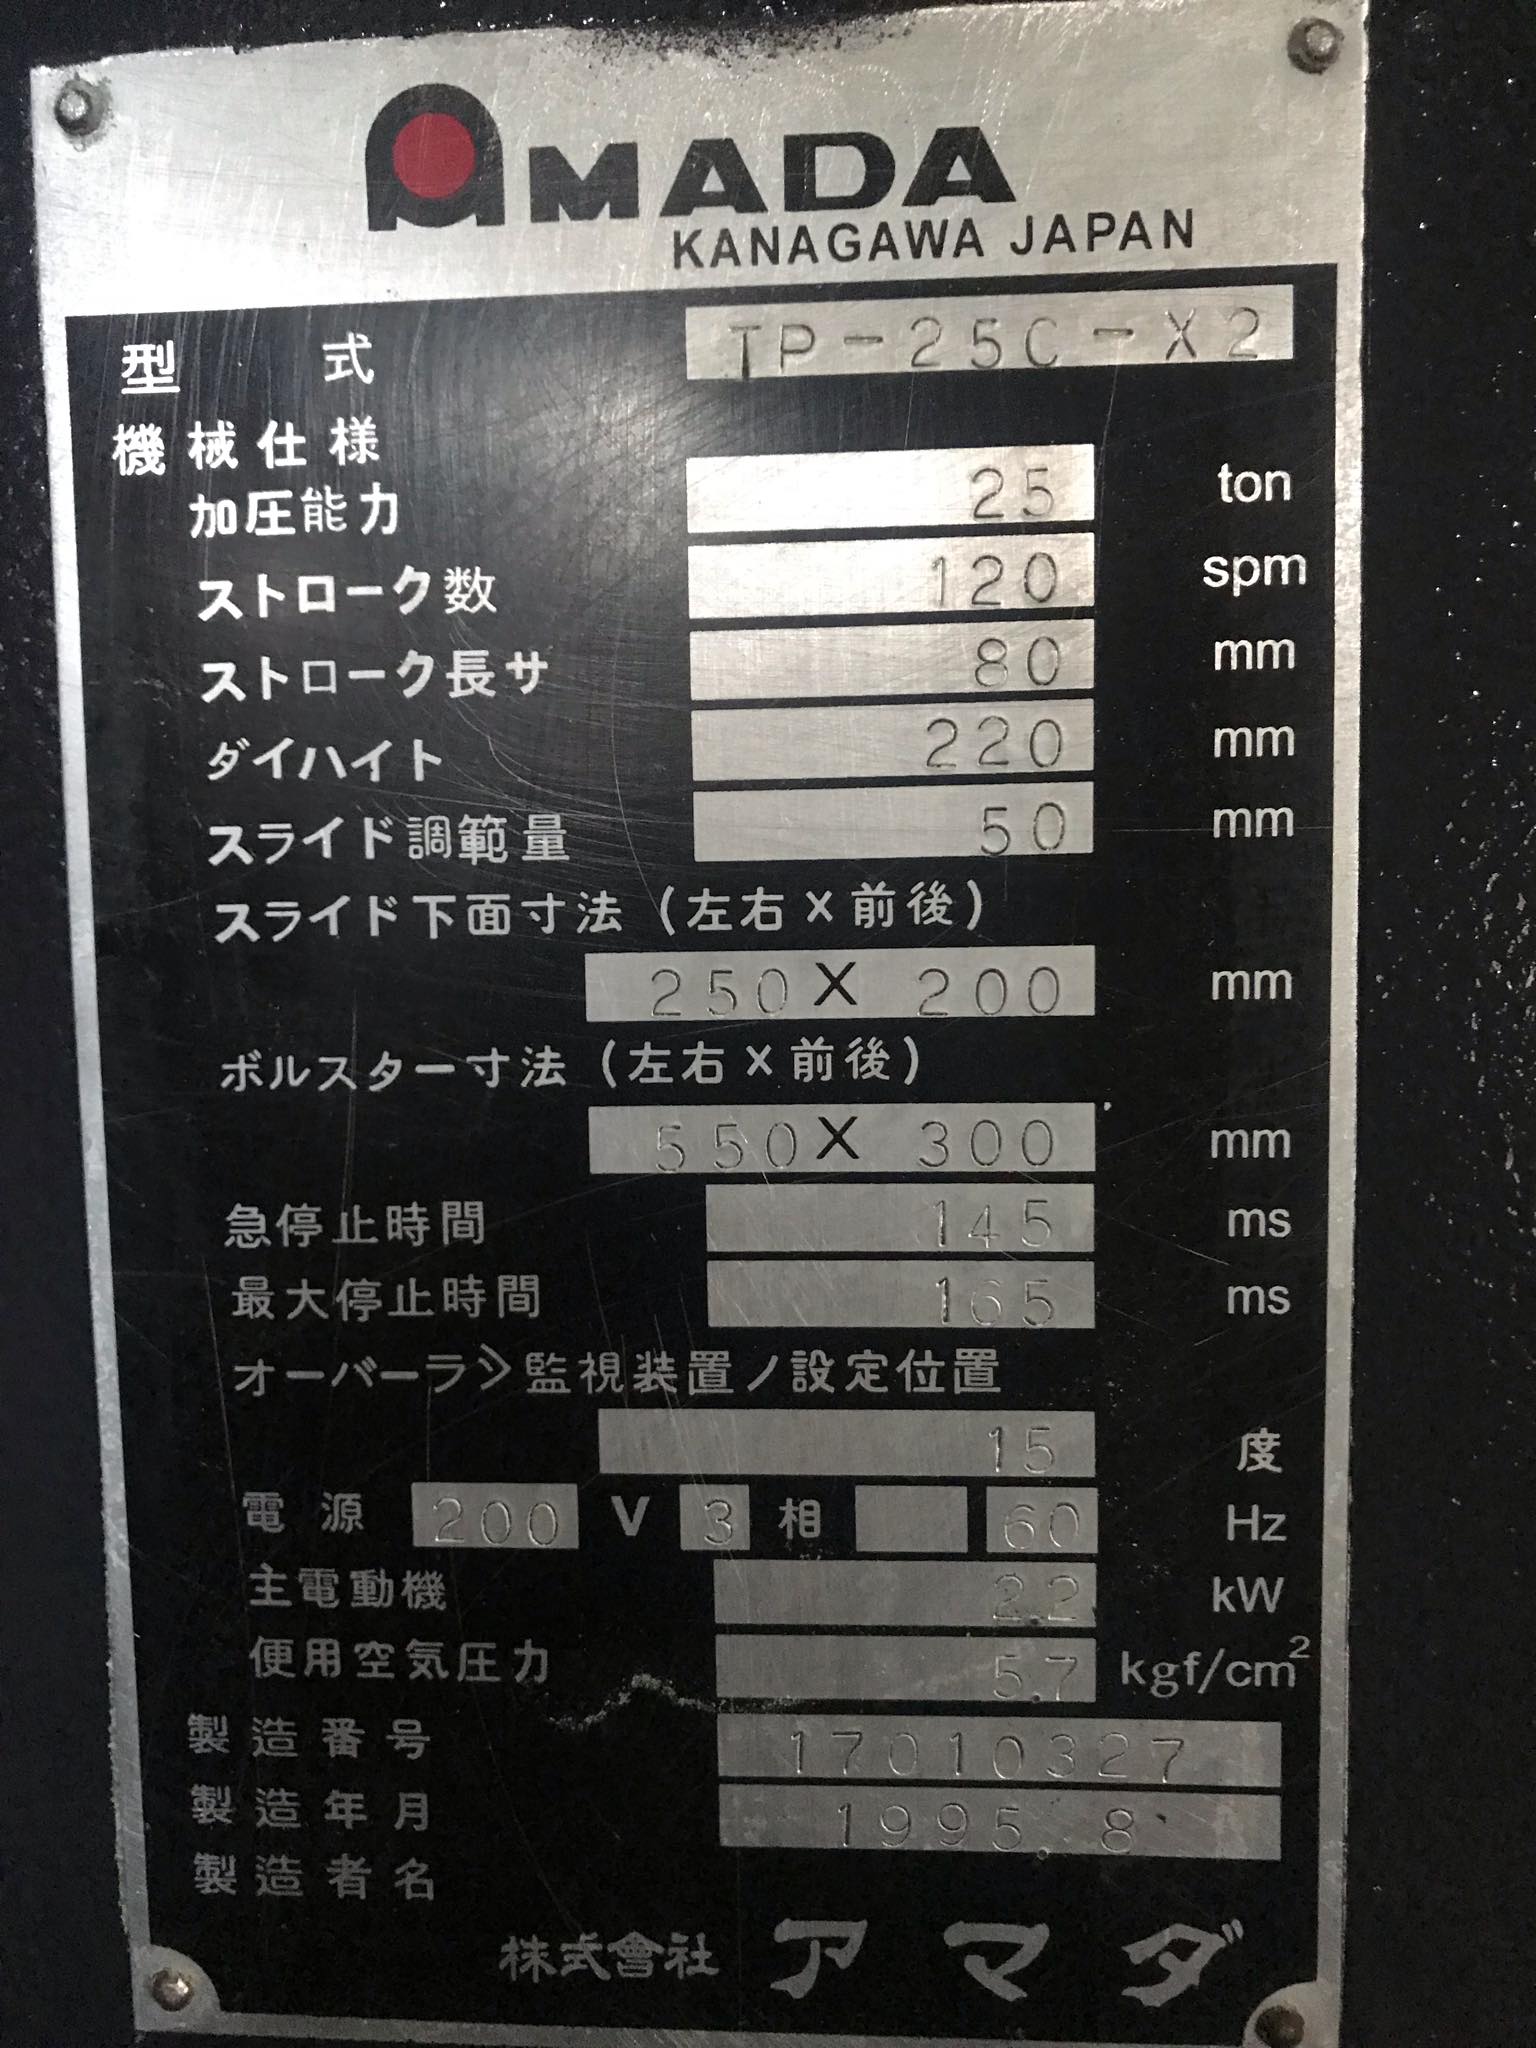 AMADA
KANAGAWA JAPAN
型式 TP-25C-X2
機械仕様
加圧能力 25 ton
ストローク数 120 spm
ストローク長サ 80 mm
ダイハイト 220 mm
スライド調範量 50 mm
スライド下面寸法(左右X前後)
250X 200 mm
ボルスター寸法(左右X前後)
550X 300 mm
急停止時間 145 ms
最大停止時間 165 ms
オーバーラン監視装置ノ設定位置
15 度
電源 200 V 3 相 60 Hz
主電動機 2.2 kW
便用空気圧力 5.7 kgf/cm²
製造番号 17010327
製造年月 1995.8
製造者名
株式會社 アマダ